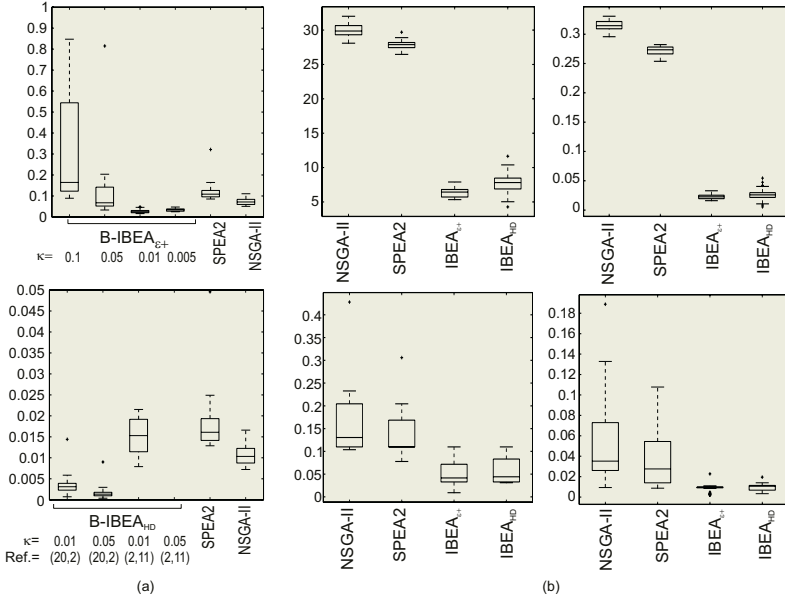 1
0.9
0.8
0.7
0.6
0.5
0.4
0.3
0.2
0.1
0
B-IBEAε+
SPEA2
NSGA-II
κ= 0.1 0.05 0.01 0.005
30
25
20
15
10
5
NSGA-II
SPEA2
IBEAε+
IBEAHD
0.3
0.25
0.2
0.15
0.1
0.05
0
NSGA-II
SPEA2
IBEAε+
IBEAHD
0.05
0.045
0.04
0.035
0.03
0.025
0.02
0.015
0.01
0.005
0
B-IBEAHD
SPEA2
NSGA-II
κ= 0.01 0.05 0.01 0.05
Ref.= (20,2) (20,2) (2,11) (2,11)
0.4
0.35
0.3
0.25
0.2
0.15
0.1
0.05
0
NSGA-II
SPEA2
IBEAε+
IBEAHD
0.18
0.16
0.14
0.12
0.1
0.08
0.06
0.04
0.02
0
NSGA-II
SPEA2
IBEAε+
IBEAHD
(a)
(b)